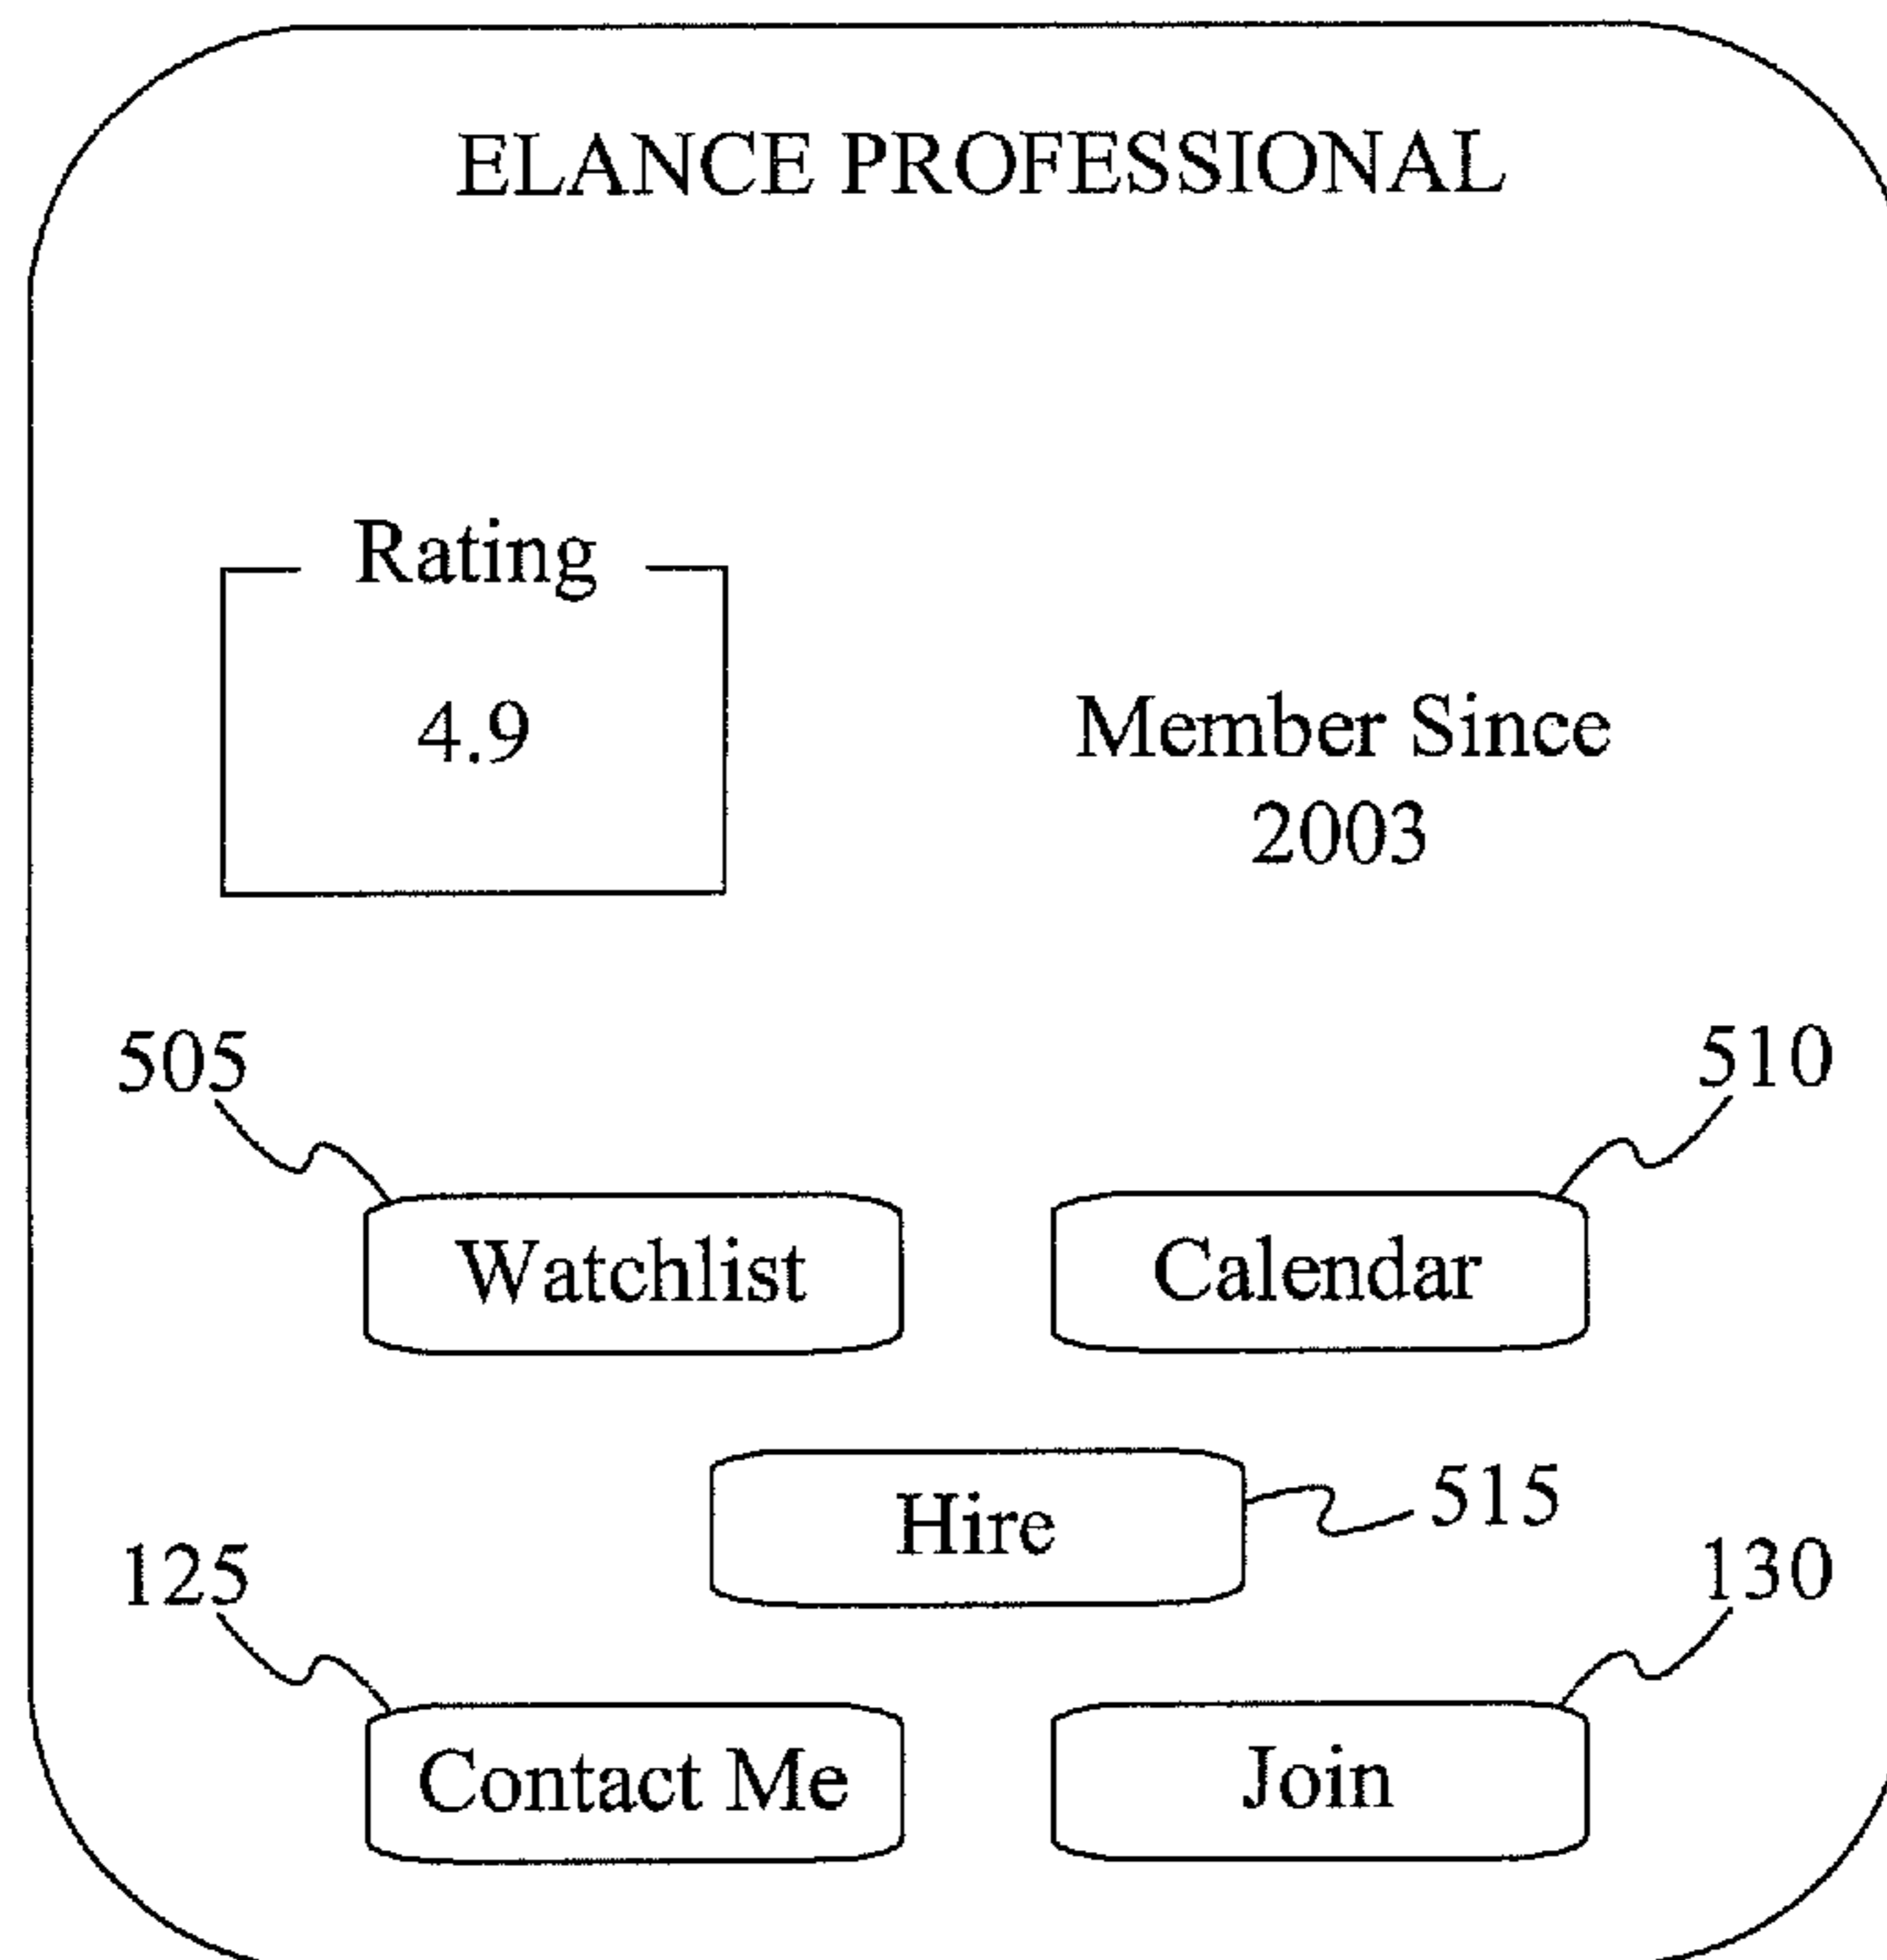 ELANCE PROFESSIONAL
Rating
4.9
Member Since
2003
505
510
Watchlist
Calendar
Hire
515
125
130
Contact Me
Join